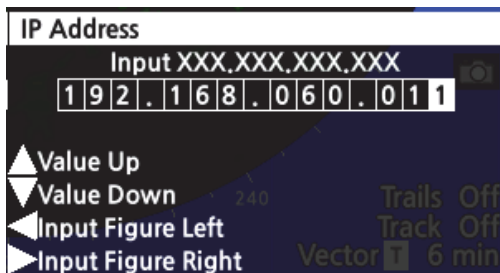 IP Address
Input XXX.XXX.XXX.XXX
192.168.060.011
Value Up
Value Down
240
Trails Off
Input Figure Left
Track Off
Input Figure Right
Vector T 6 min